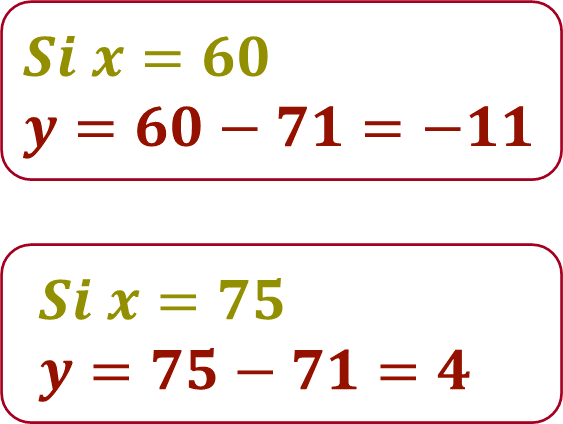 Si x = 60
y = 60 − 71 = −11
Si x = 75
y = 75 − 71 = 4